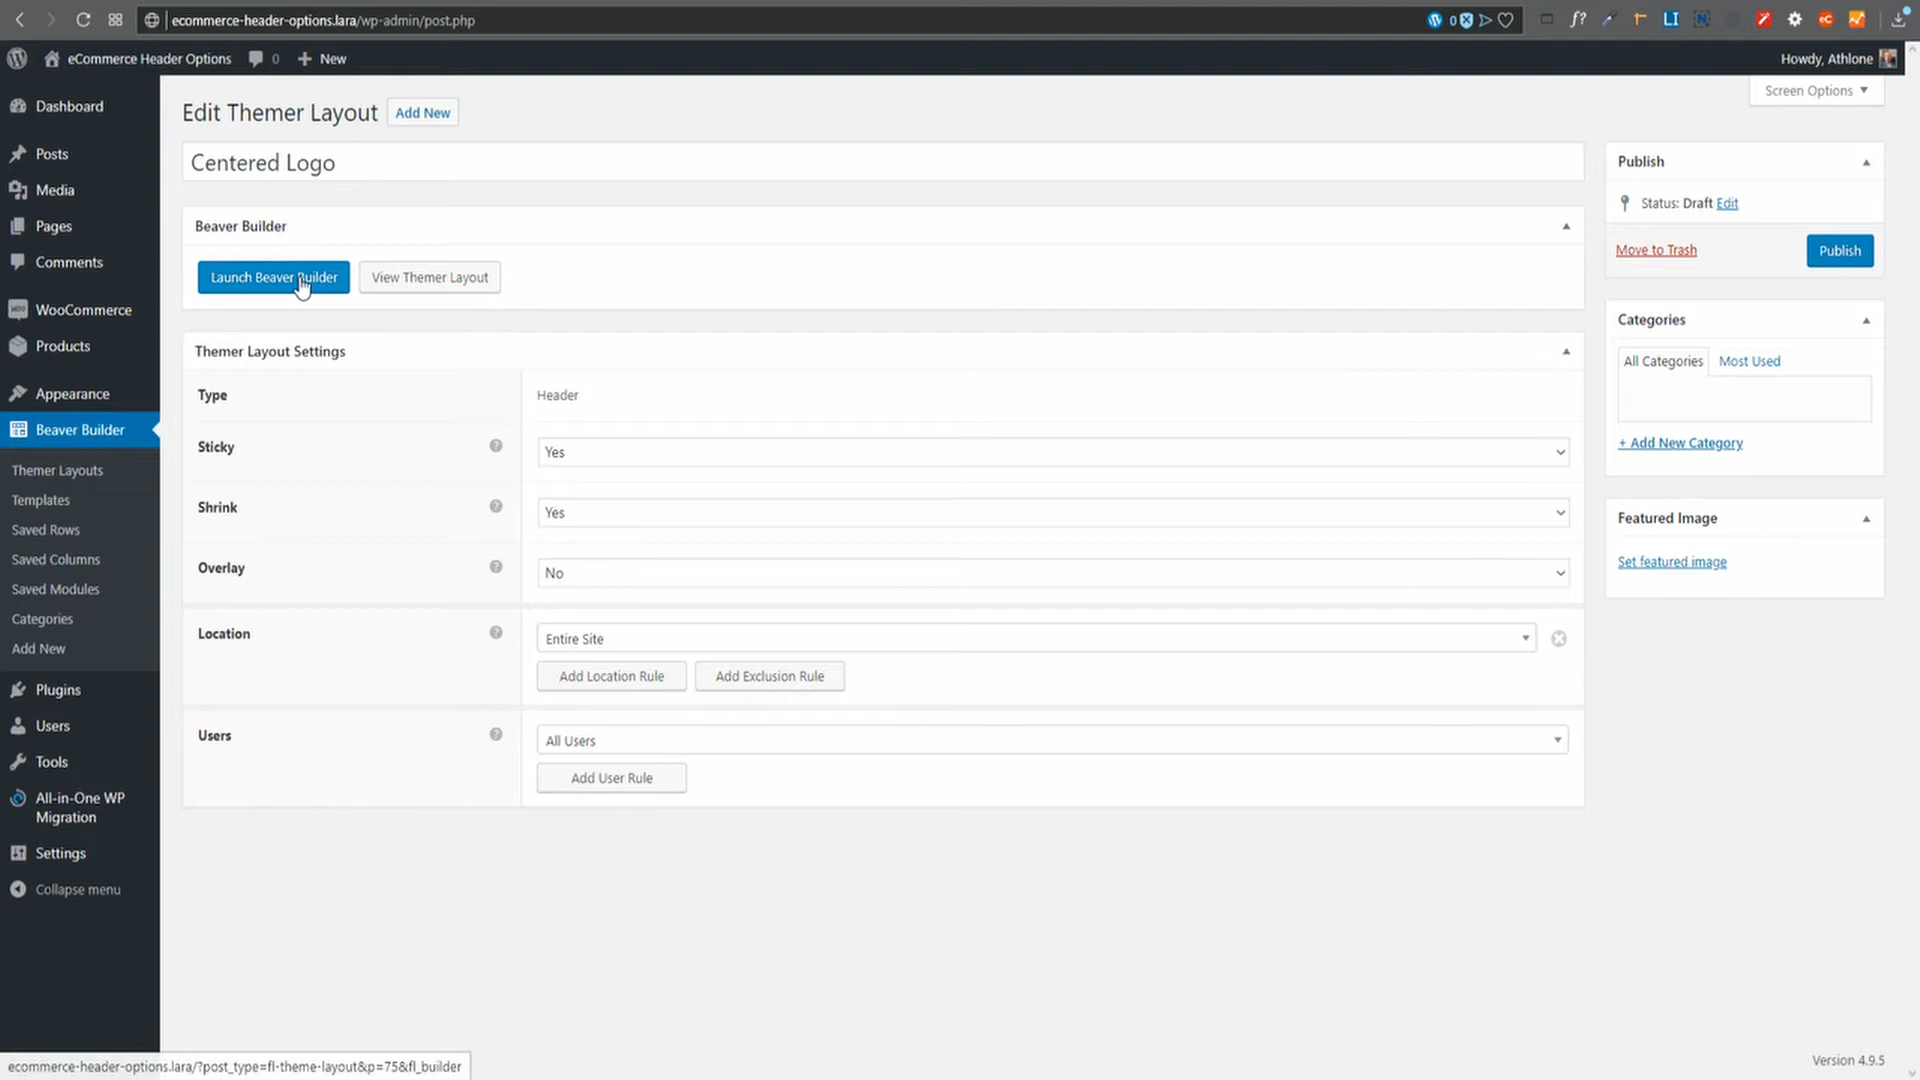 ecommerce-header-options.lara/wp-admin/post.php
0
f?
LI
N
eC
eCommerce Header Options
0
New
Howdy, Athlone
Dashboard
Posts
Media
Pages
Comments
WooCommerce
Products
Appearance
Beaver Builder
Themer Layouts
Templates
Saved Rows
Saved Columns
Saved Modules
Categories
Add New
Plugins
Users
Tools
All-in-One WP
Migration
Settings
Collapse menu
Screen Options
Edit Themer Layout
Add New
Centered Logo
Beaver Builder
Launch Beaver Builder
View Themer Layout
Themer Layout Settings
Type
Header
Sticky
Yes
Shrink
Yes
Overlay
No
Location
Entire Site
Add Location Rule
Add Exclusion Rule
Users
All Users
Add User Rule
Publish
Status: Draft Edit
Move to Trash
Publish
Categories
All Categories
Most Used
+ Add New Category
Featured Image
Set featured image
ecommerce-header-options.lara/?post_type=fl-theme-layout&p=75&fl_builder
Version 4.9.5